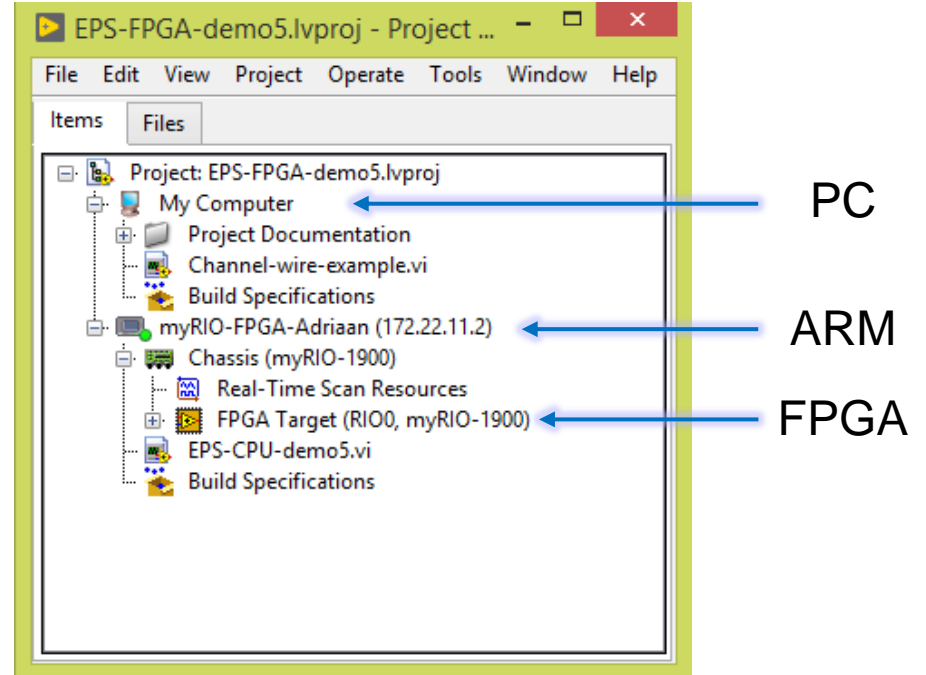 EPS-FPGA-demo5.lvproj - Project ...
File Edit View Project Operate Tools Window Help
Items Files
Project: EPS-FPGA-demo5.lvproj
My Computer
PC
Project Documentation
Channel-wire-example.vi
Build Specifications
myRIO-FPGA-Adriaan (172.22.11.2)
ARM
Chassis (myRIO-1900)
Real-Time Scan Resources
FPGA Target (RIO0, myRIO-1900)
FPGA
EPS-CPU-demo5.vi
Build Specifications